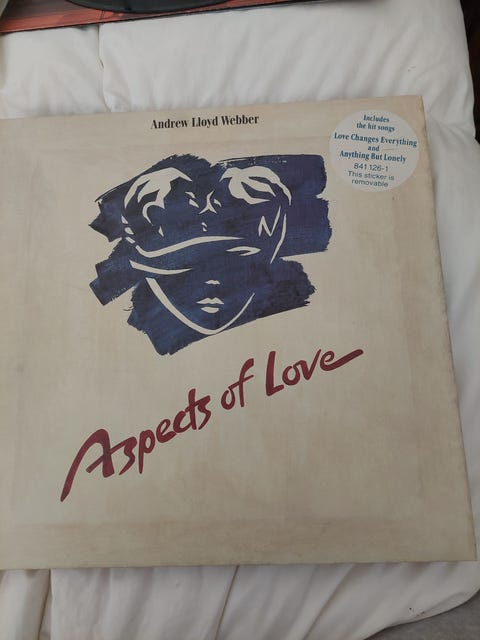 Andrew Lloyd Webber
Includes
the hit songs
Love Changes Everything
and
Anything But Lonely
841 126-1
This sticker is
removable
Aspects of Love